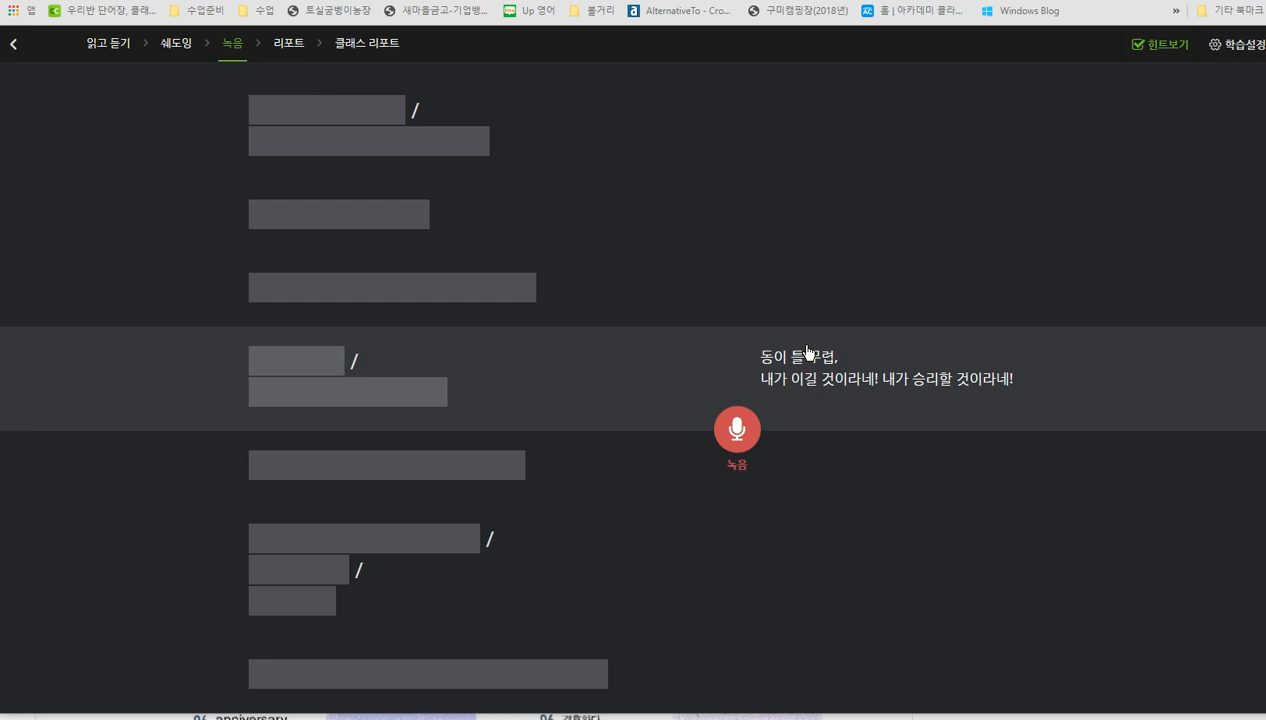 앱 우리반 단어장, 클래... 수업준비 수업 토실굼벵이농장 새마을금고-기업뱅... Up 영어 볼거리 AlternativeTo - Cro... 구미캠핑장(2018년) 홈 | 아카데미 클라... Windows Blog » 기타 북마크
읽고 듣기 > 쉐도잉 > 녹음 > 리포트 > 클래스 리포트 힌트보기 학습설정
/
/
동이 틀 무렵,
내가 이길 것이라네! 내가 승리할 것이라네!
녹음
/
/
96 anniversary 96 결혼하다